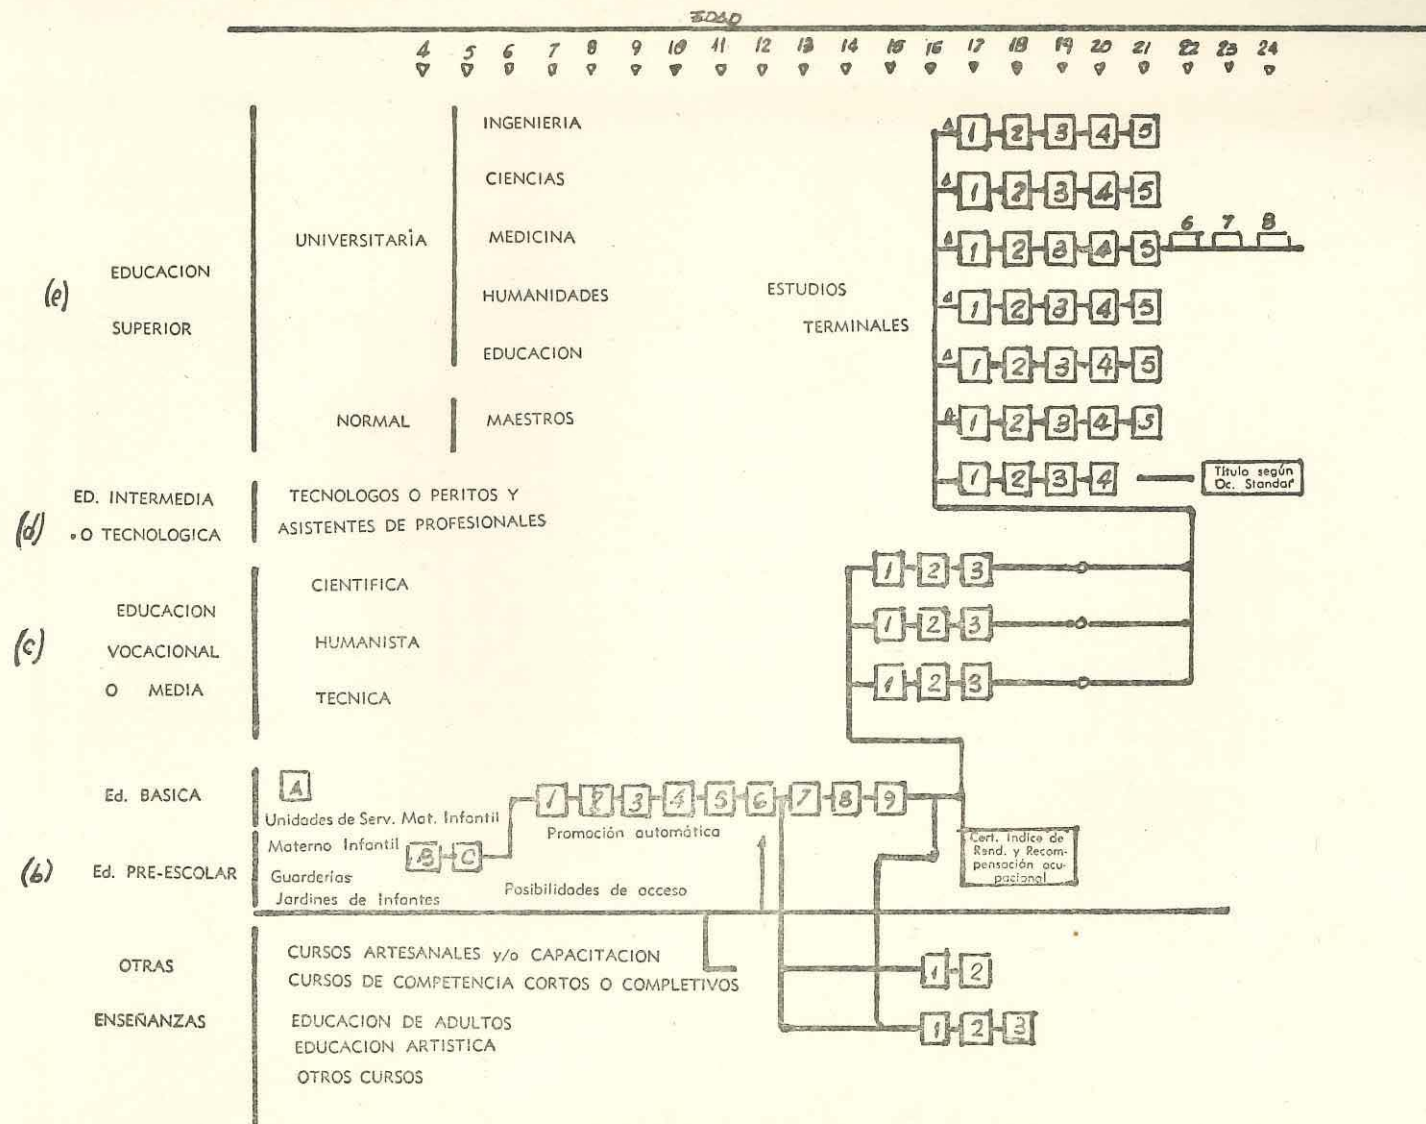 EDAD
4 5 6 7 8 9 10 11 12 13 14 15 16 17 18 19 20 21 22 23 24
INGENIERIA 1 2 3 4 5
CIENCIAS 1 2 3 4 5
UNIVERSITARIA MEDICINA 1 2 3 4 5 6 7 8
(e) EDUCACION
SUPERIOR
HUMANIDADES 1 2 3 4 5
ESTUDIOS
TERMINALES
EDUCACION 1 2 3 4 5
NORMAL MAESTROS 1 2 3 4 5
1 2 3 4 Título según
Oc. Standar
(d) ED. INTERMEDIA
O TECNOLOGICA
TECNOLOGOS O PERITOS Y
ASISTENTES DE PROFESIONALES
(c) EDUCACION
VOCACIONAL
O MEDIA
CIENTIFICA 1 2 3
HUMANISTA 1 2 3
TECNICA 1 2 3
Ed. BASICA A 1 2 3 4 5 6 7 8 9
Unidades de Serv. Mat. Infantil
Promoción automática
Cert. Indice de
Rend. y Recom-
pensación ocu-
pacional
Materno Infantil B C
(b) Ed. PRE-ESCOLAR
Guarderias
Jardines de Infantes
Posibilidades de acceso
OTRAS
ENSEÑANZAS
CURSOS ARTESANALES y/o CAPACITACION 1 2
CURSOS DE COMPETENCIA CORTOS O COMPLETIVOS
EDUCACION DE ADULTOS 1 2 3
EDUCACION ARTISTICA
OTROS CURSOS